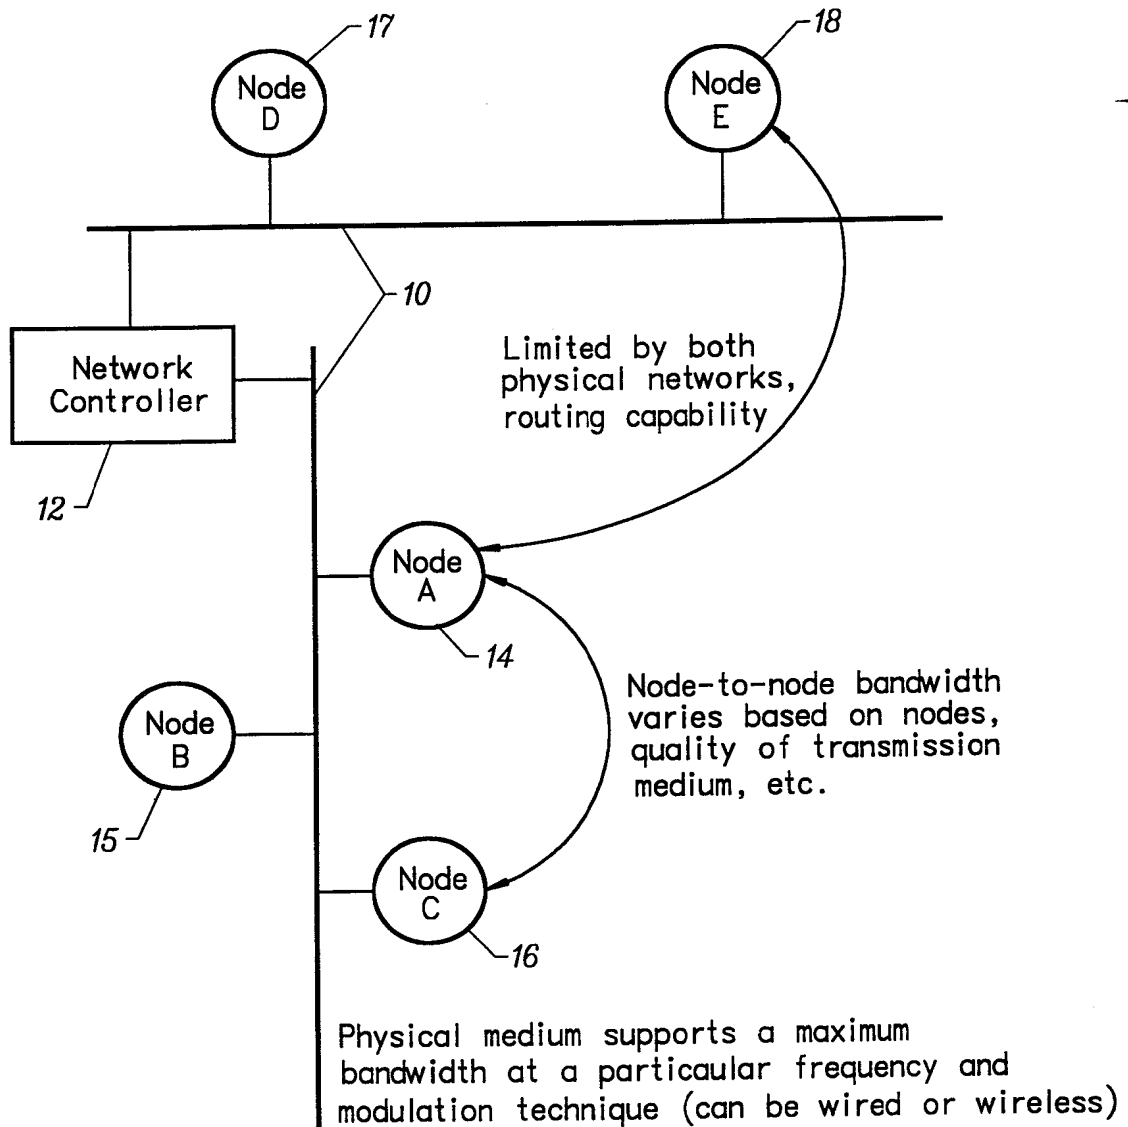 17
18
Node
D
Node
E
10
Network
Controller
Limited by both
physical networks,
routing capability
12
Node
A
14
Node-to-node bandwidth
varies based on nodes,
quality of transmission
medium, etc.
Node
B
15
Node
C
16
Physical medium supports a maximum
bandwidth at a particaular frequency and
modulation technique (can be wired or wireless)